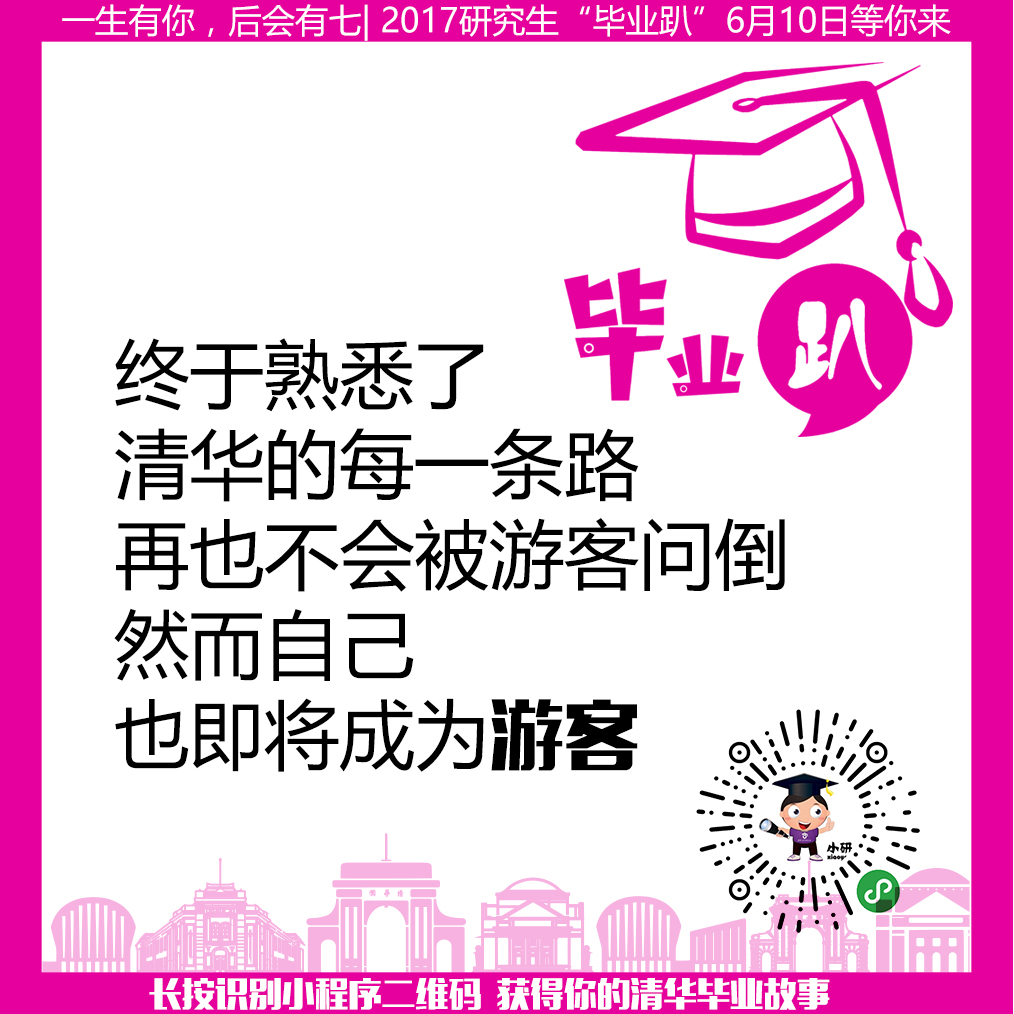 一生有你，后会有七| 2017研究生“毕业趴”6月10日等你来
毕业趴
终于熟悉了
清华的每一条路
再也不会被游客问倒
然而自己
也即将成为游客
小研
长按识别小程序二维码 获得你的清华毕业故事